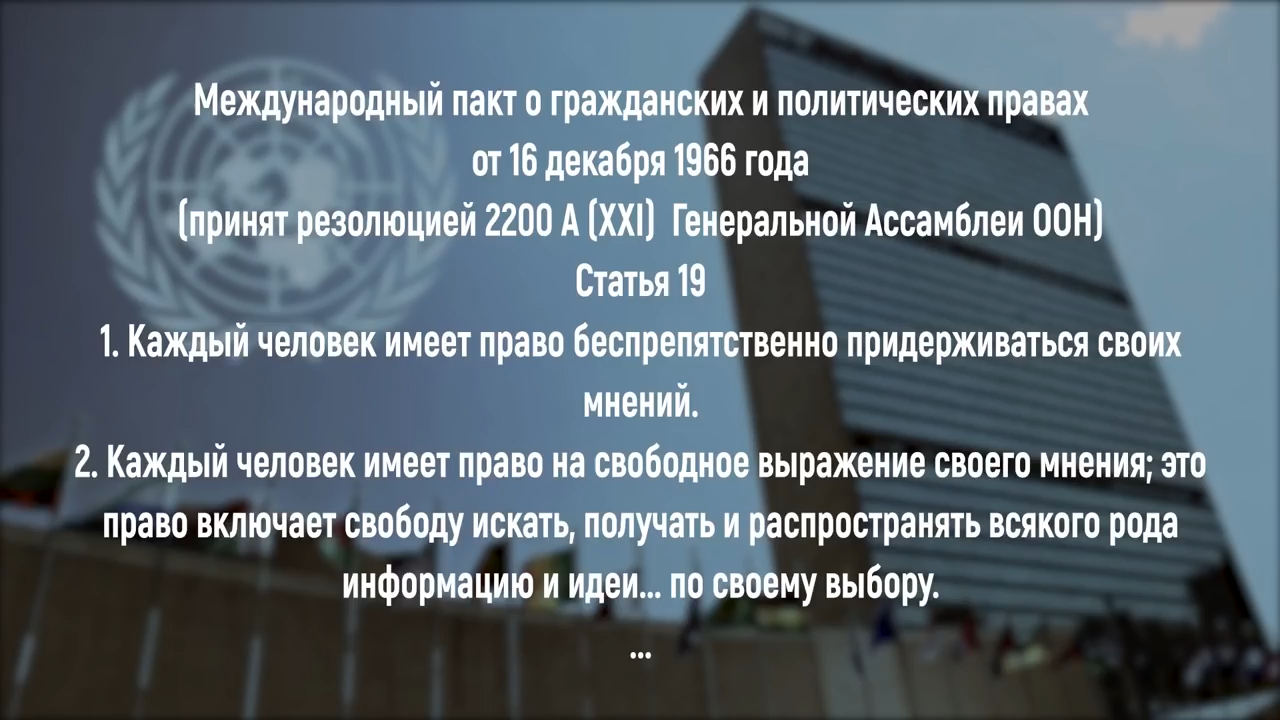 Международный пакт о гражданских и политических правах
от 16 декабря 1966 года
(принят резолюцией 2200 А (XXI) Генеральной Ассамблеи ООН)
Статья 19
1. Каждый человек имеет право беспрепятственно придерживаться своих
мнений.
2. Каждый человек имеет право на свободное выражение своего мнения; это
право включает свободу искать, получать и распространять всякого рода
информацию и идеи... по своему выбору.
...